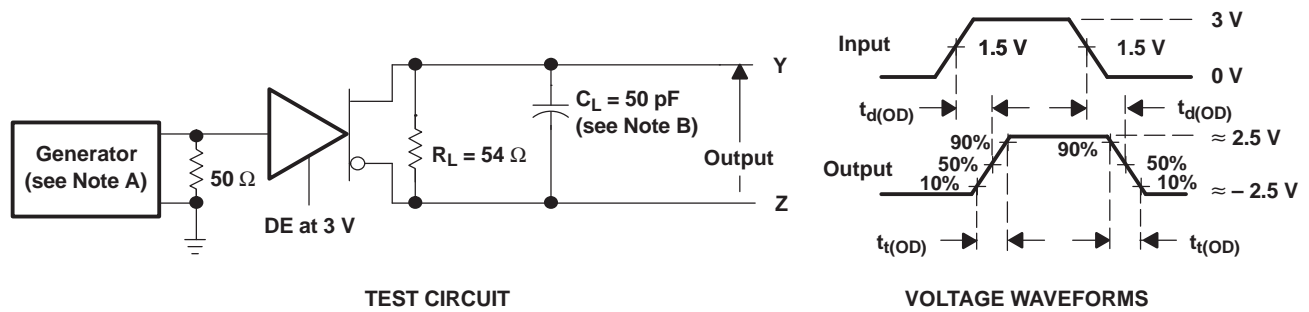 Generator
(see Note A)
50 Ω
DE at 3 V
R_L = 54 Ω
C_L = 50 pF
(see Note B)
Y
Output
Z
TEST CIRCUIT
Input
1.5 V
1.5 V
3 V
0 V
t_d(OD)
t_d(OD)
Output
90%
50%
10%
90%
50%
10%
≈ 2.5 V
≈ – 2.5 V
t_t(OD)
t_t(OD)
VOLTAGE WAVEFORMS